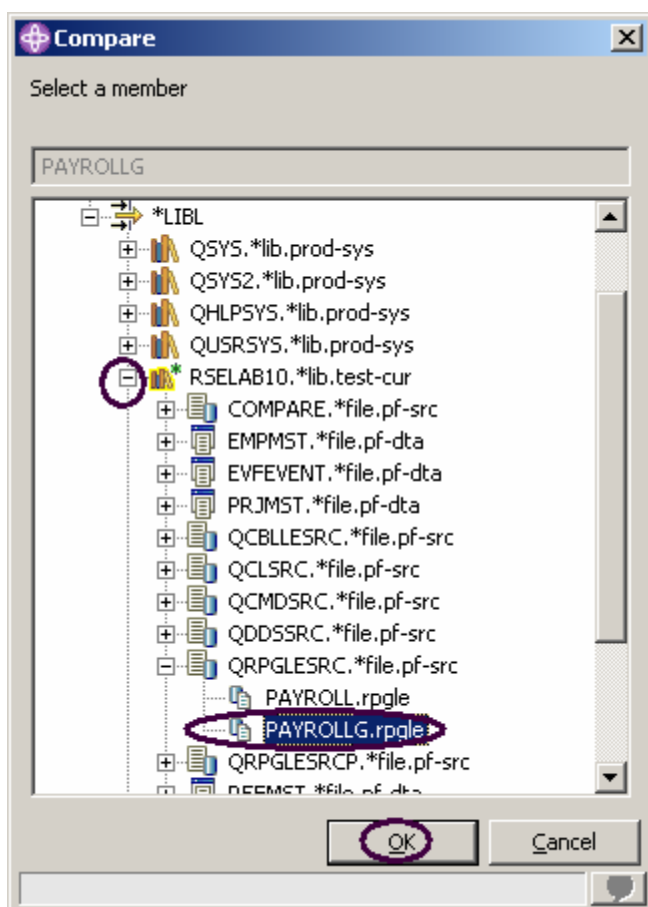 Compare
Select a member
PAYROLLG
*LIBL
QSYS.*lib.prod-sys
QSYS2.*lib.prod-sys
QHLPSYS.*lib.prod-sys
QUSRSYS.*lib.prod-sys
RSELAB10.*lib.test-cur
COMPARE.*file.pf-src
EMPMST.*file.pf-dta
EVFEVENT.*file.pf-dta
PRJMST.*file.pf-dta
QCBLLESRC.*file.pf-src
QCLSRC.*file.pf-src
QCMDSRC.*file.pf-src
QDDSSRC.*file.pf-src
QRPGLESRC.*file.pf-src
PAYROLL.rpgle
PAYROLLG.rpgle
QRPGLESRCP.*file.pf-src
OK Cancel